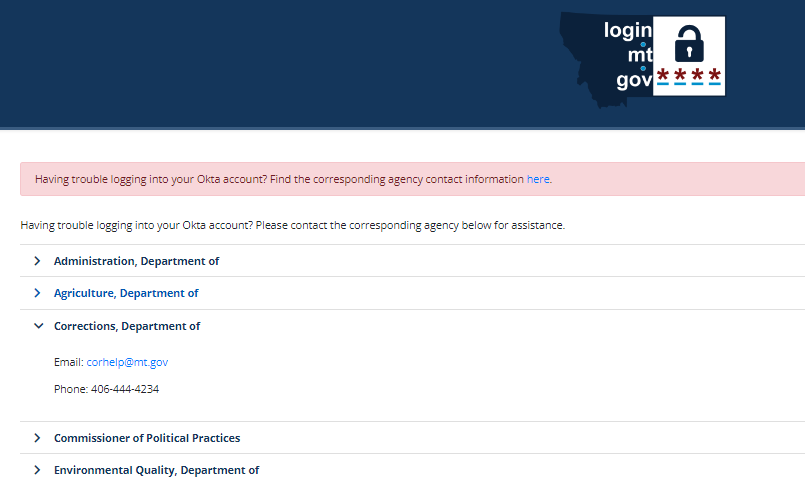 login
mt
gov
****
Having trouble logging into your Okta account? Find the corresponding agency contact information here.
Having trouble logging into your Okta account? Please contact the corresponding agency below for assistance.
Administration, Department of
Agriculture, Department of
Corrections, Department of
Email: corhelp@mt.gov
Phone: 406-444-4234
Commissioner of Political Practices
Environmental Quality, Department of